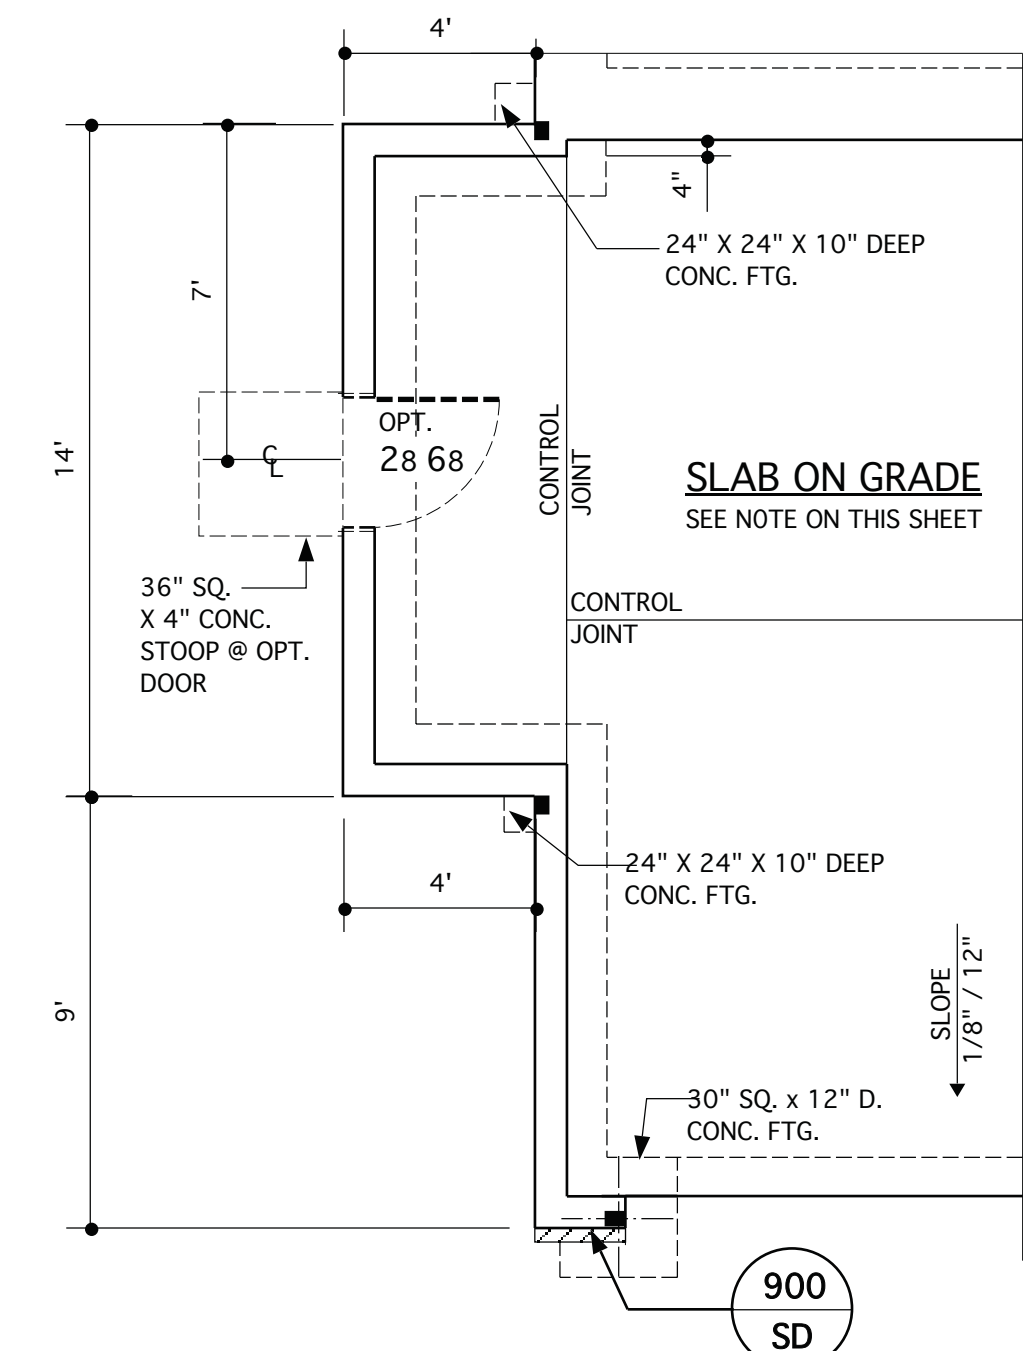 4'
4"
24" X 24" X 10" DEEP
CONC. FTG.
7'
14'
OPT.
28 68
CL
CONTROL
JOINT
SLAB ON GRADE
SEE NOTE ON THIS SHEET
36" SQ.
X 4" CONC.
STOOP @ OPT.
DOOR
CONTROL
JOINT
24" X 24" X 10" DEEP
CONC. FTG.
4'
9'
SLOPE
1/8" / 12"
30" SQ. x 12" D.
CONC. FTG.
900
SD